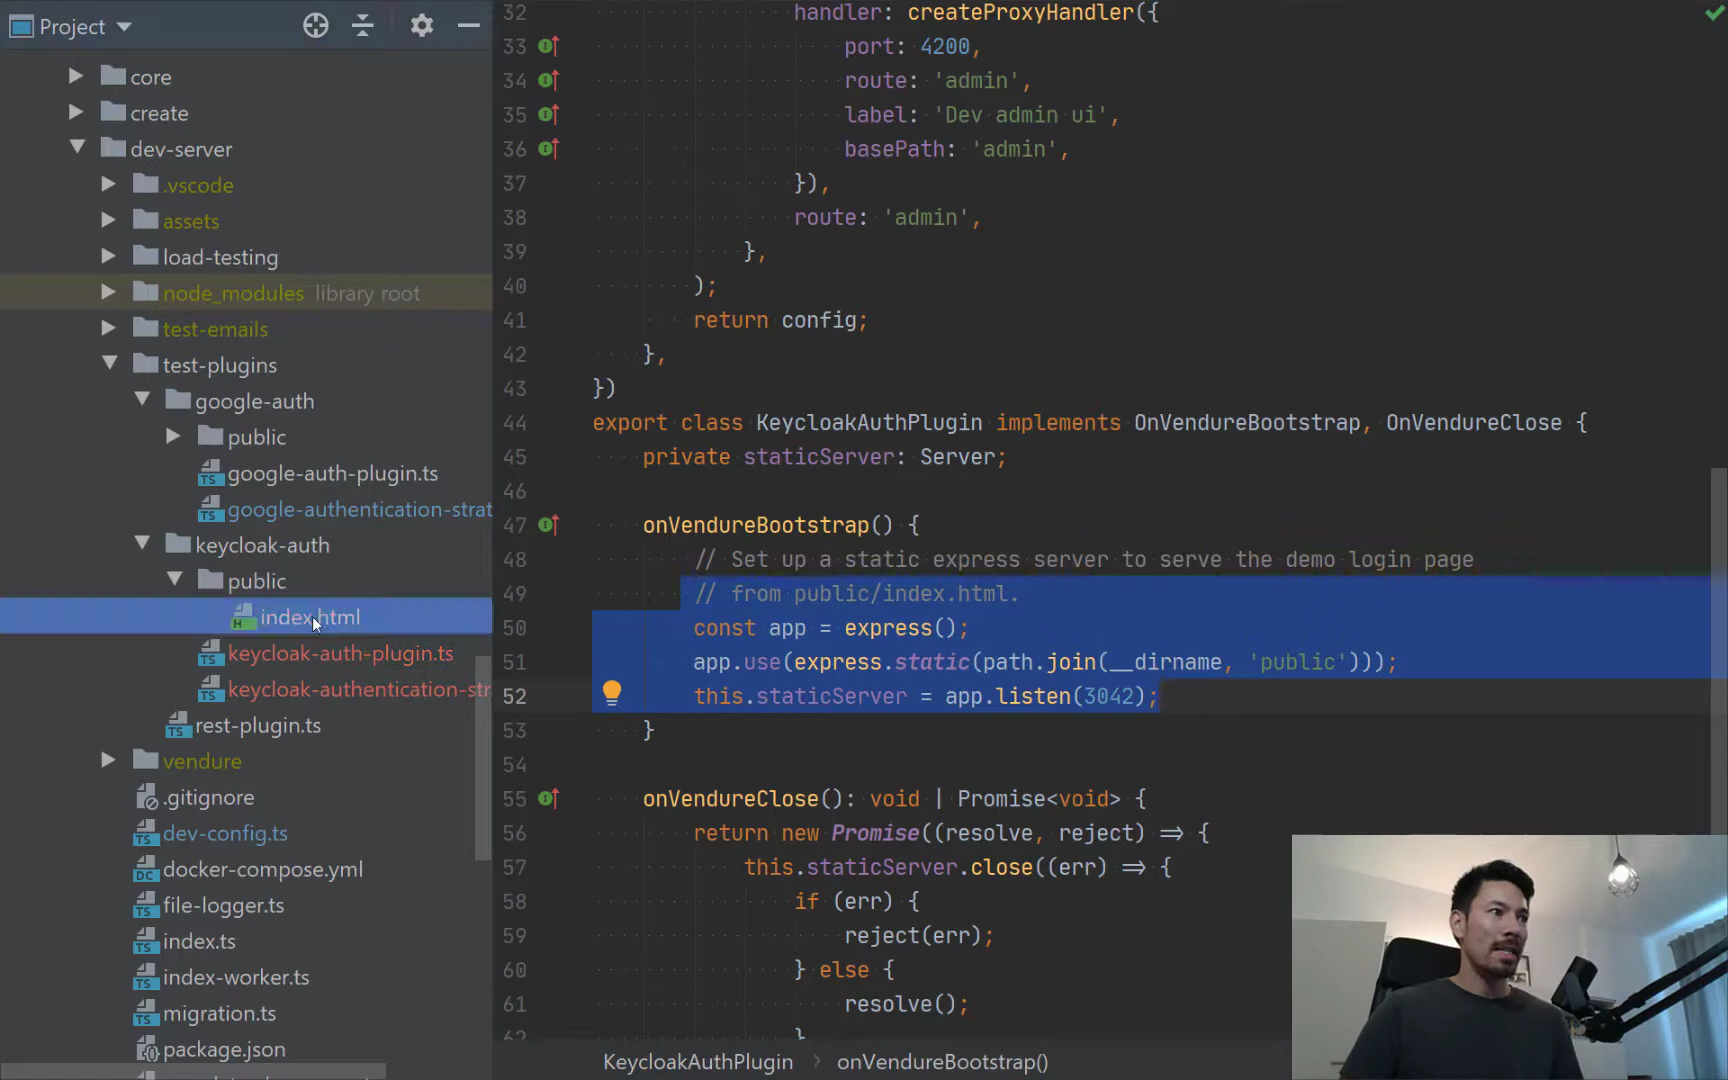 Project
core
create
dev-server
.vscode
assets
load-testing
node_modules library root
test-emails
test-plugins
google-auth
public
google-auth-plugin.ts
google-authentication-strat
keycloak-auth
public
index.html
keycloak-auth-plugin.ts
keycloak-authentication-str
rest-plugin.ts
vendure
.gitignore
dev-config.ts
docker-compose.yml
file-logger.ts
index.ts
index-worker.ts
migration.ts
package.json
32 handler: createProxyHandler({
33 port: 4200,
34 route: 'admin',
35 label: 'Dev admin ui',
36 basePath: 'admin',
37 }),
38 route: 'admin',
39 },
40 );
41 return config;
42 },
43 })
44 export class KeycloakAuthPlugin implements OnVendureBootstrap, OnVendureClose {
45 private staticServer: Server;
46
47 onVendureBootstrap() {
48 // Set up a static express server to serve the demo login page
49 // from public/index.html.
50 const app = express();
51 app.use(express.static(path.join(__dirname, 'public')));
52 this.staticServer = app.listen(3042);
53 }
54
55 onVendureClose(): void | Promise<void> {
56 return new Promise((resolve, reject) => {
57 this.staticServer.close((err) => {
58 if (err) {
59 reject(err);
60 } else {
61 resolve();
62 }
KeycloakAuthPlugin › onVendureBootstrap()